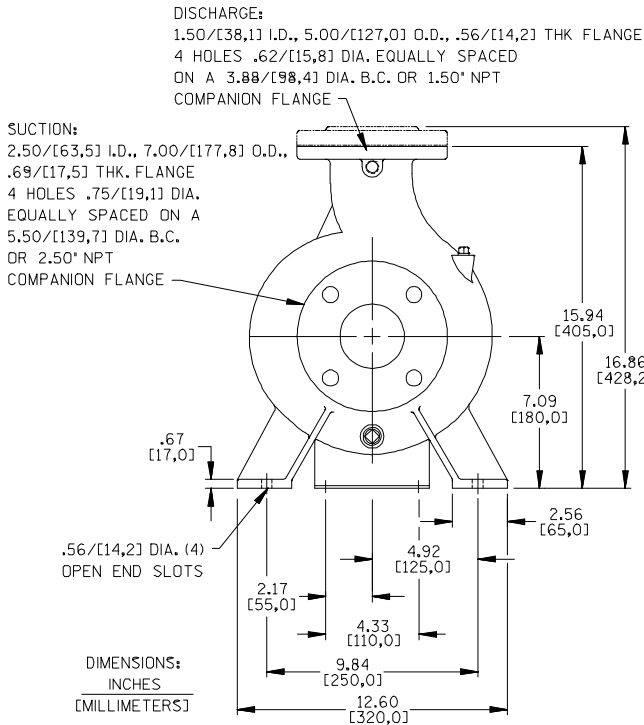 DISCHARGE:
1.50/[38,1] I.D., 5.00/[127,0] O.D., .56/[14,2] THK FLANGE
4 HOLES .62/[15,8] DIA. EQUALLY SPACED
ON A 3.88/[98,4] DIA. B.C. OR 1.50" NPT
COMPANION FLANGE
SUCTION:
2.50/[63,5] I.D., 7.00/[177,8] O.D.,
.69/[17,5] THK. FLANGE
4 HOLES .75/[19,1] DIA.
EQUALLY SPACED ON A
5.50/[139,7] DIA. B.C.
OR 2.50" NPT
COMPANION FLANGE
15.94
[405,0]
16.86
[428,2
7.09
[180,0]
.67
[17,0]
2.56
[65,0]
.56/[14,2] DIA. (4)
OPEN END SLOTS
4.92
[125,0]
2.17
[55,0]
4.33
[110,0]
9.84
[250,0]
12.60
[320,0]
DIMENSIONS:
INCHES
[MILLIMETERS]